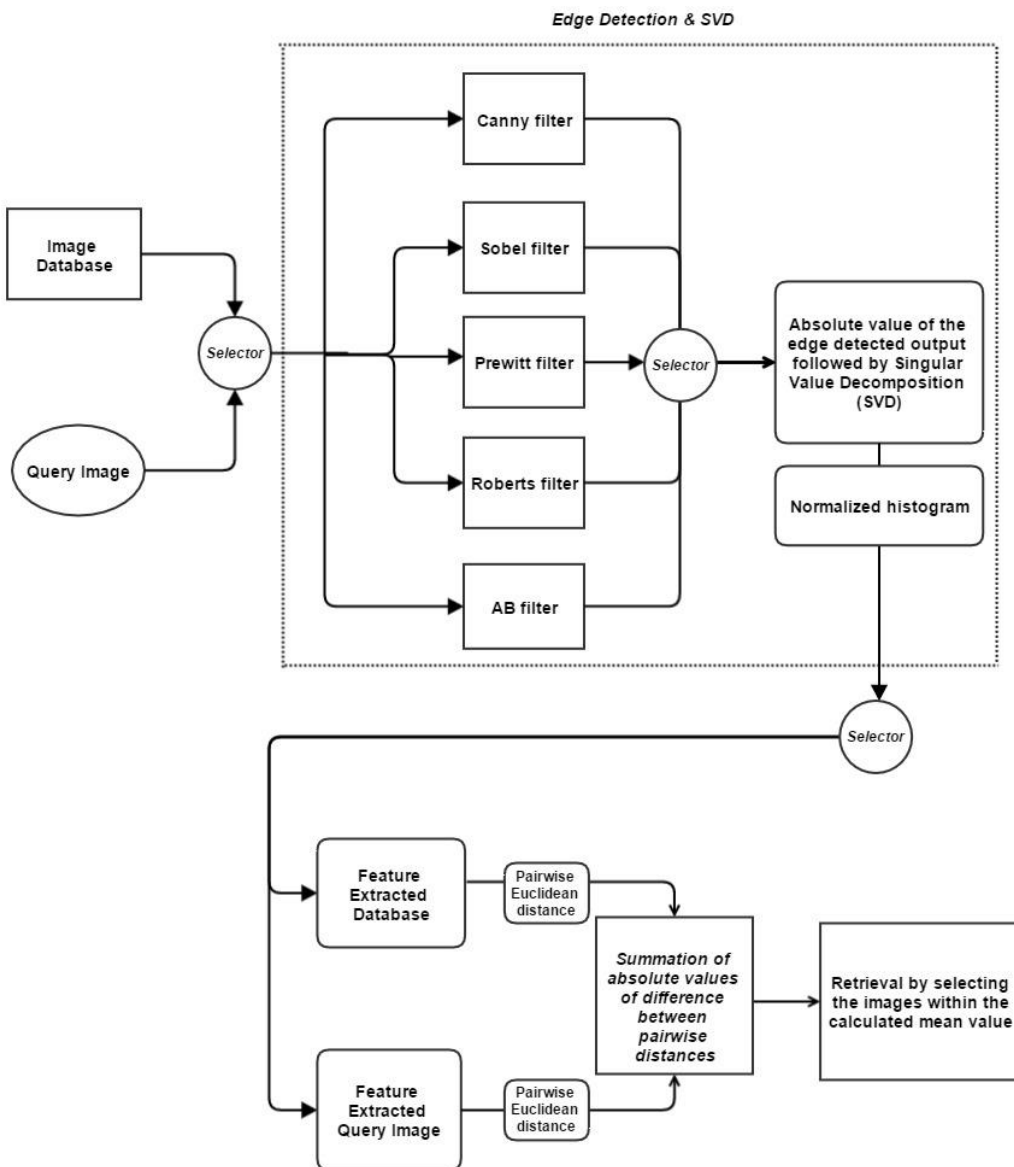 Edge Detection & SVD
Canny filter
Image
Database
Sobel filter
Selector
Prewitt filter
Selector
Absolute value of the
edge detected output
followed by Singular
Value Decomposition
(SVD)
Query Image
Roberts filter
Normalized histogram
AB filter
Selector
Feature
Extracted
Database
Pairwise
Euclidean
distance
Summation of
absolute values
of difference
between
pairwise
distances
Retrieval by selecting
the images within the
calculated mean value
Feature
Extracted
Query Image
Pairwise
Euclidean
distance